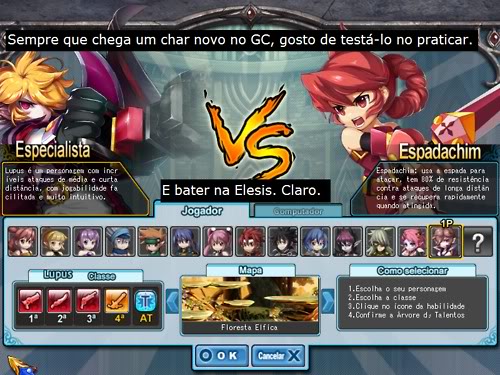 Sempre que chega um char novo no GC, gosto de testá-lo no praticar.
VS
Especialista
Lupus é um personagem com incr
íveis ataques de média e curta
distância, com jogabilidade fa
cilitada e muito intuitivo.
Espadachim
Espadachim: usa a espada para
atacar, tem 80% de resistência
contra ataques de longa distân
cia e se recupera rapidamente
quando atingida.
E bater na Elesis. Claro.
Jogador
Computador
1P
?
Lupus Classe
1ª 2ª 3ª 4ª AT
Mapa
Floresta Elfica
Como selecionar
1.Escolha o seu personagem
2.Escolha a classe
3.Clique no ícone da habilidade
4.Confirme a Árvore de Talentos
OK
Cancelar X